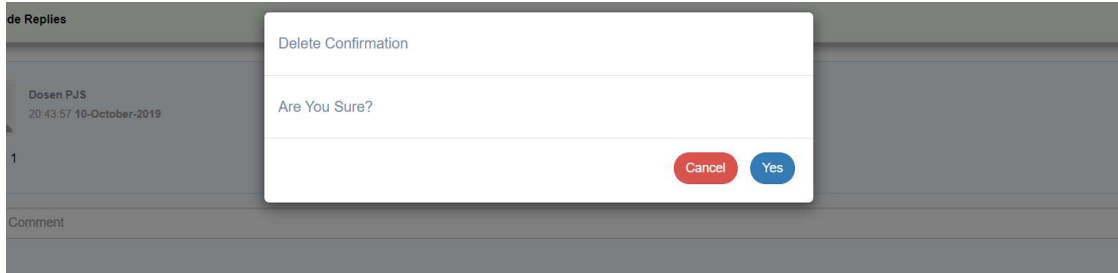 de Replies
Delete Confirmation
Dosen PJS
20:43:57 10-October-2019
Are You Sure?
1
Cancel Yes
Comment